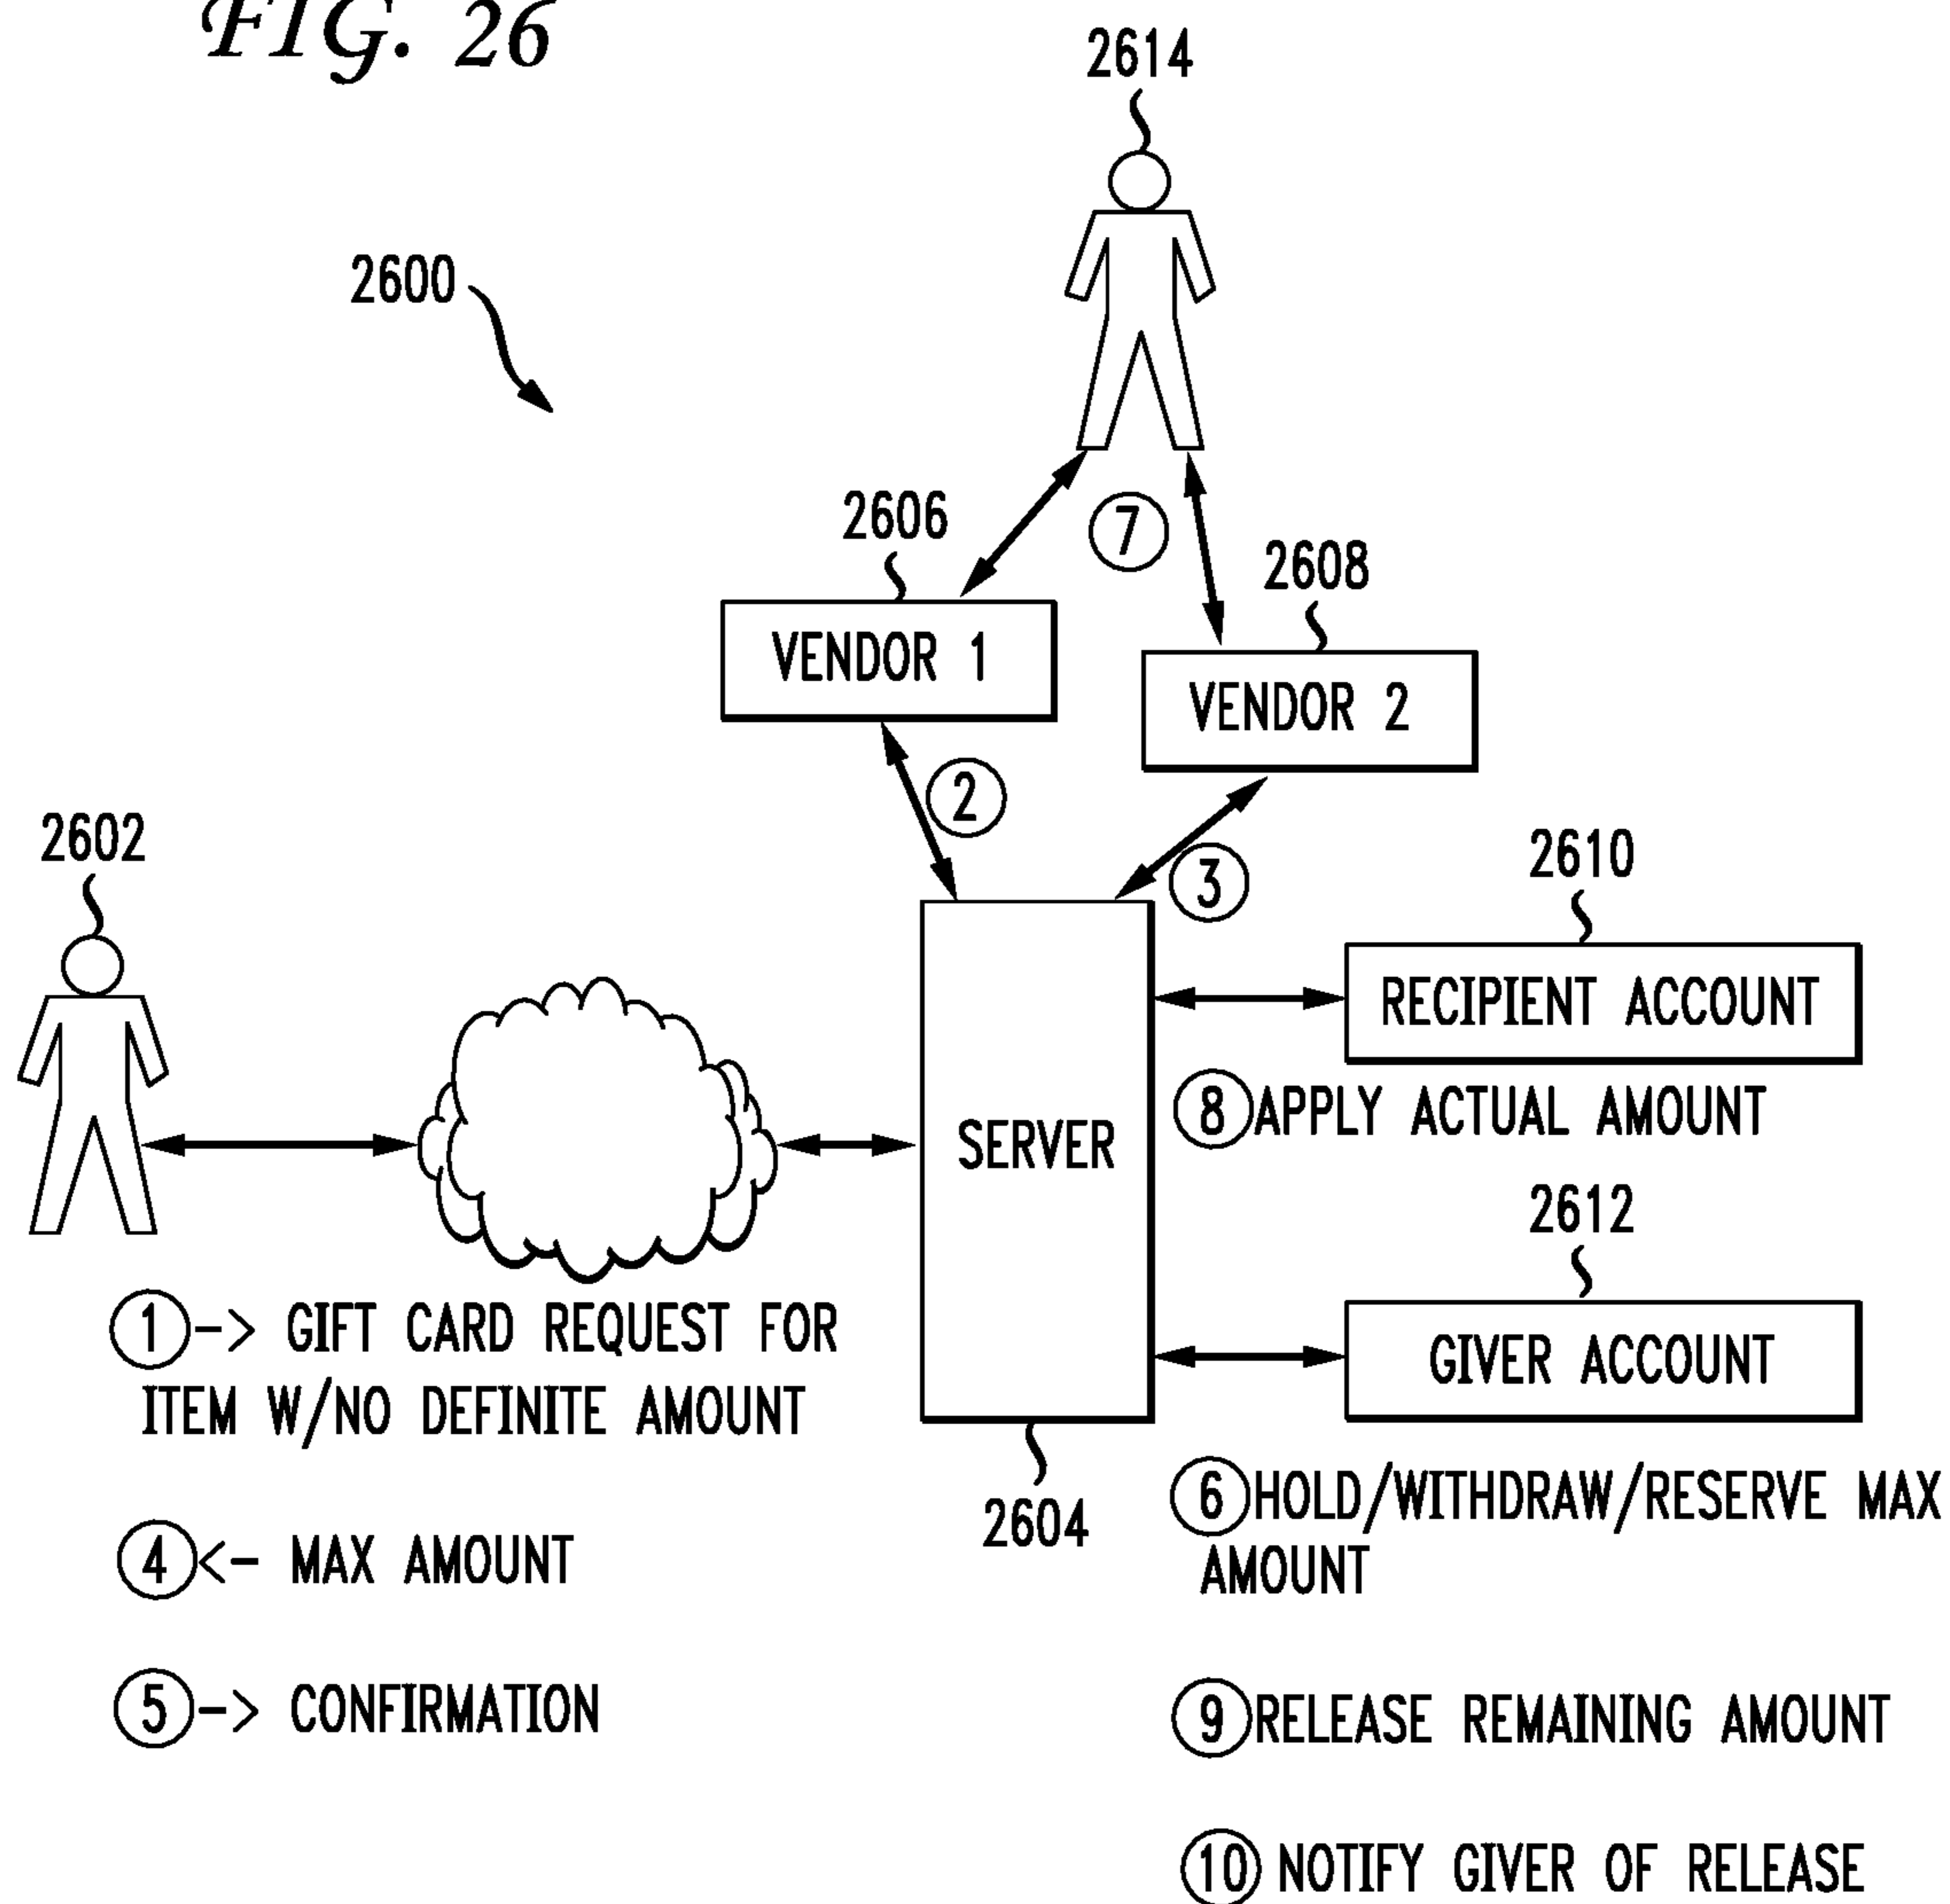 FIG. 26
2614
2600
2606
7
2608
VENDOR 1
VENDOR 2
2
2602
3
2610
RECIPIENT ACCOUNT
8 APPLY ACTUAL AMOUNT
SERVER
2612
1 -> GIFT CARD REQUEST FOR
ITEM W/NO DEFINITE AMOUNT
GIVER ACCOUNT
2604
6 HOLD/WITHDRAW/RESERVE MAX
AMOUNT
4 <- MAX AMOUNT
5 -> CONFIRMATION
9 RELEASE REMAINING AMOUNT
10 NOTIFY GIVER OF RELEASE